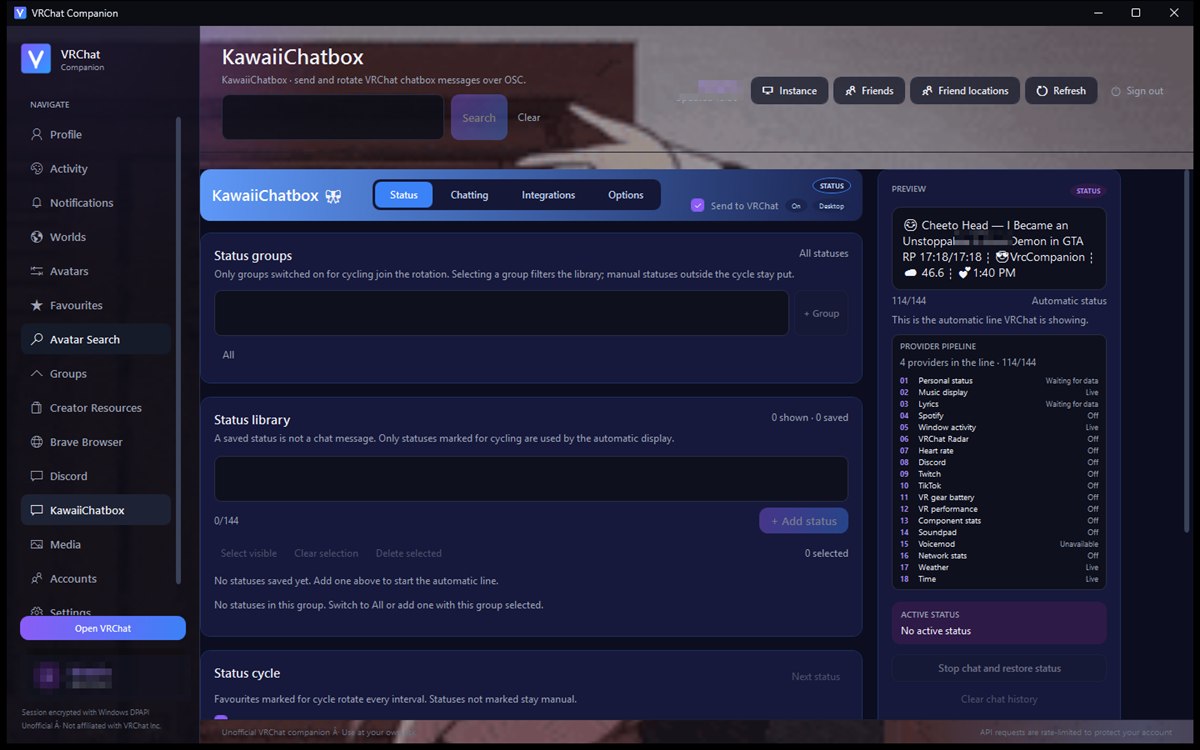 VRChat Companion
VRChat
Companion
NAVIGATE
Profile
Activity
Notifications
Worlds
Avatars
Favourites
Avatar Search
Groups
Creator Resources
Brave Browser
Discord
KawaiiChatbox
Media
Accounts
Settings
Open VRChat
Session encrypted with Windows DPAPI
Unofficial Â· Not affiliated with VRChat Inc.
KawaiiChatbox
KawaiiChatbox · send and rotate VRChat chatbox messages over OSC.
Search
Clear
Instance
Friends
Friend locations
Refresh
Sign out
KawaiiChatbox
Status
Chatting
Integrations
Options
STATUS
Send to VRChat
On
Desktop
Status groups
All statuses
Only groups switched on for cycling join the rotation. Selecting a group filters the library; manual statuses outside the cycle stay put.
+ Group
All
Status library
0 shown · 0 saved
A saved status is not a chat message. Only statuses marked for cycling are used by the automatic display.
0/144
+ Add status
Select visible
Clear selection
Delete selected
0 selected
No statuses saved yet. Add one above to start the automatic line.
No statuses in this group. Switch to All or add one with this group selected.
Status cycle
Next status
Favourites marked for cycle rotate every interval. Statuses not marked stay manual.
Unofficial VRChat companion Â· Use at your own
API requests are rate-limited to protect your account
PREVIEW
STATUS
Cheeto Head — I Became an
Demon in GTA
RP 17:18/17:18 ┆ 😎VrcCompanion ┆
☁ 46.6 ┆ 💕1:40 PM
114/144
Automatic status
This is the automatic line VRChat is showing.
PROVIDER PIPELINE
4 providers in the line · 114/144
01 Personal status Waiting for data
02 Music display Live
03 Lyrics Waiting for data
04 Spotify Off
05 Window activity Live
06 VRChat Radar Off
07 Heart rate Off
08 Discord Off
09 Twitch Off
10 TikTok Off
11 VR gear battery Off
12 VR performance Off
13 Component stats Off
14 Soundpad Off
15 Voicemod Unavailable
16 Network stats Off
17 Weather Live
18 Time Live
ACTIVE STATUS
No active status
Stop chat and restore status
Clear chat history